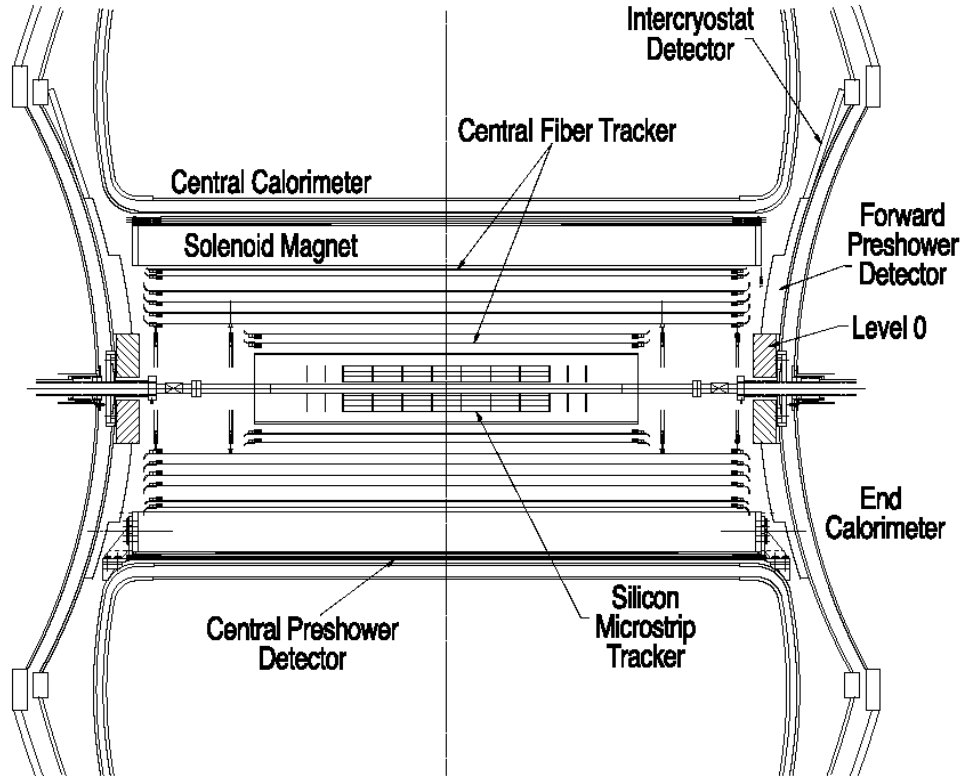 Intercryostat
Detector
Central Fiber Tracker
Central Calorimeter
Solenoid Magnet
Forward
Preshower
Detector
Level 0
End
Calorimeter
Silicon
Microstrip
Tracker
Central Preshower
Detector